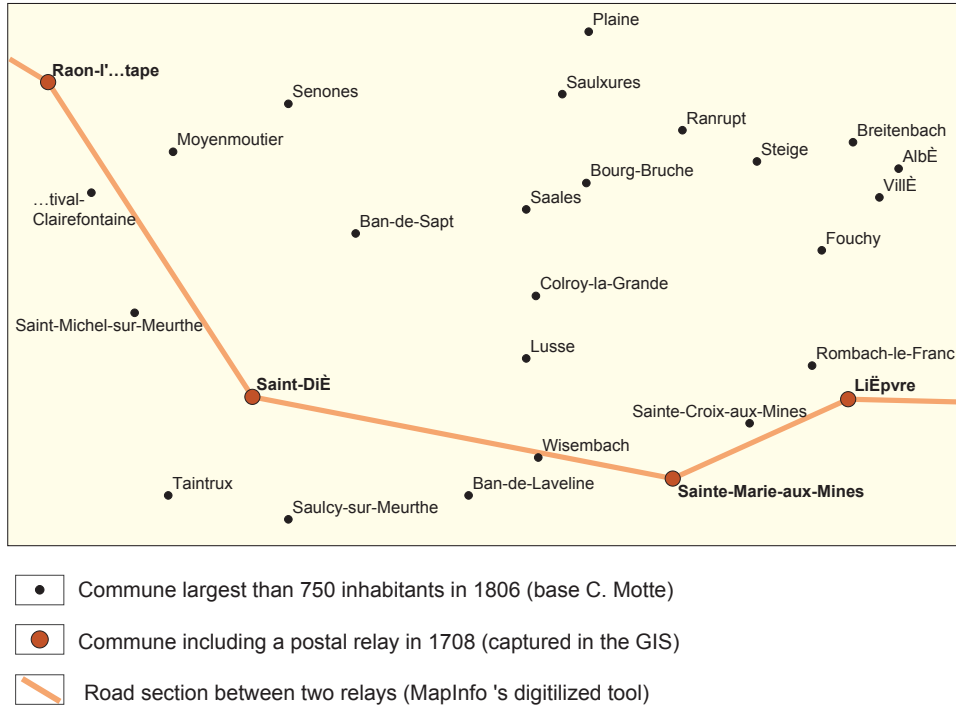 Plaine
Raon-l'...tape
Saulxures
Senones
Ranrupt
Breitenbach
Moyenmoutier
Steige
AlbÈ
Bourg-Bruche
VillÈ
...tival-
Clairefontaine
Saales
Ban-de-Sapt
Fouchy
Colroy-la-Grande
Saint-Michel-sur-Meurthe
Lusse
Rombach-le-Franc
Saint-DiÈ
LiËpvre
Sainte-Croix-aux-Mines
Wisembach
Taintrux
Ban-de-Laveline
Sainte-Marie-aux-Mines
Saulcy-sur-Meurthe
Commune largest than 750 inhabitants in 1806 (base C. Motte)
Commune including a postal relay in 1708 (captured in the GIS)
Road section between two relays (MapInfo 's digitilized tool)